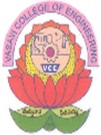 VASAVI COLLEGE OF ENGINEERING
VCE